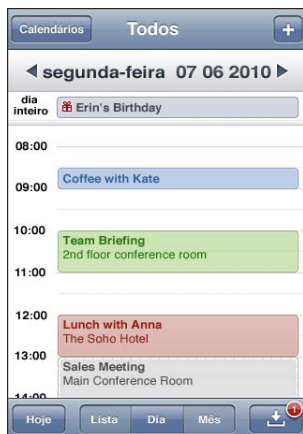 Calendários
Todos
+
segunda-feira 07 06 2010
dia
inteiro
Erin's Birthday
08:00
Coffee with Kate
09:00
10:00
Team Briefing
2nd floor conference room
11:00
12:00
Lunch with Anna
The Soho Hotel
13:00
Sales Meeting
Main Conference Room
14:00
Hoje
Lista
Dia
Mês
1